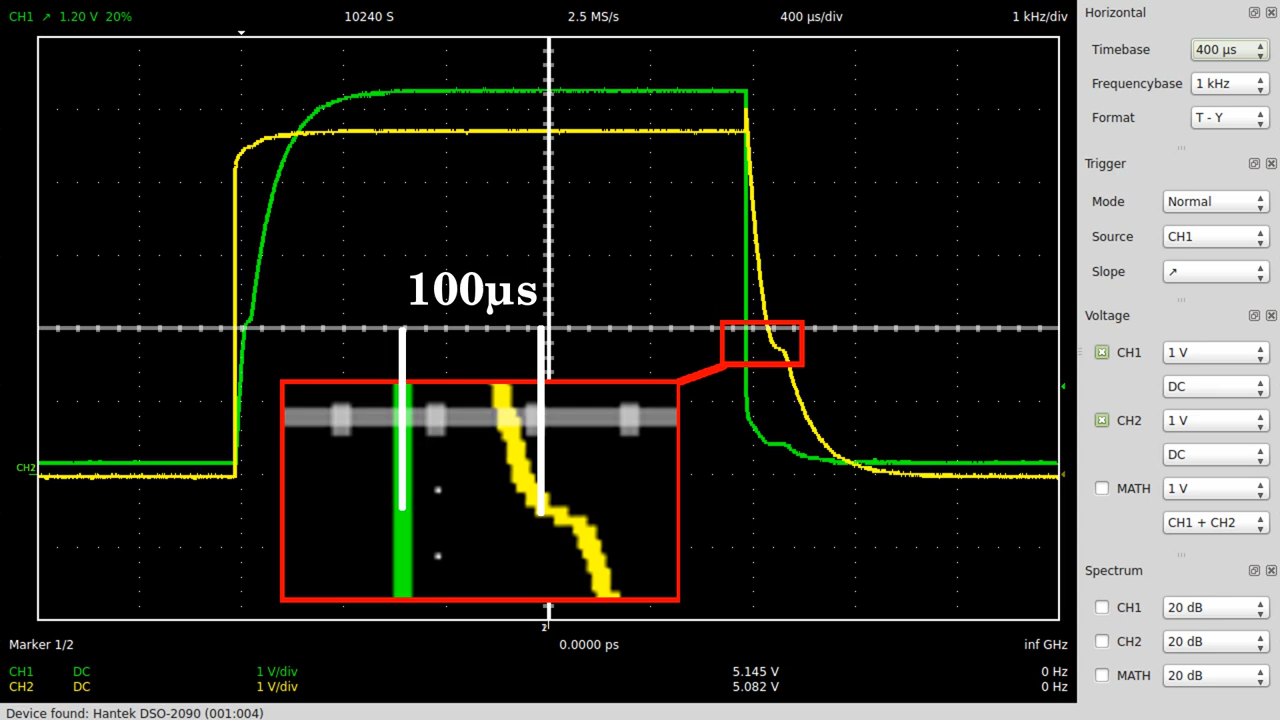 CH1 ↗ 1.20 V 20% 10240 S 2.5 MS/s 400 µs/div 1 kHz/div
Horizontal
Timebase 400 µs
Frequencybase 1 kHz
Format T - Y
Trigger
Mode Normal
Source CH1
Slope ↗
100µs
Voltage
CH1 1 V
DC
CH2 1 V
DC
CH2
MATH 1 V
CH1 + CH2
Spectrum
CH1 20 dB
2
Marker 1/2 0.0000 ps inf GHz
CH2 20 dB
CH1 DC 1 V/div 5.145 V 0 Hz
MATH 20 dB
CH2 DC 1 V/div 5.082 V 0 Hz
Device found: Hantek DSO-2090 (001:004)